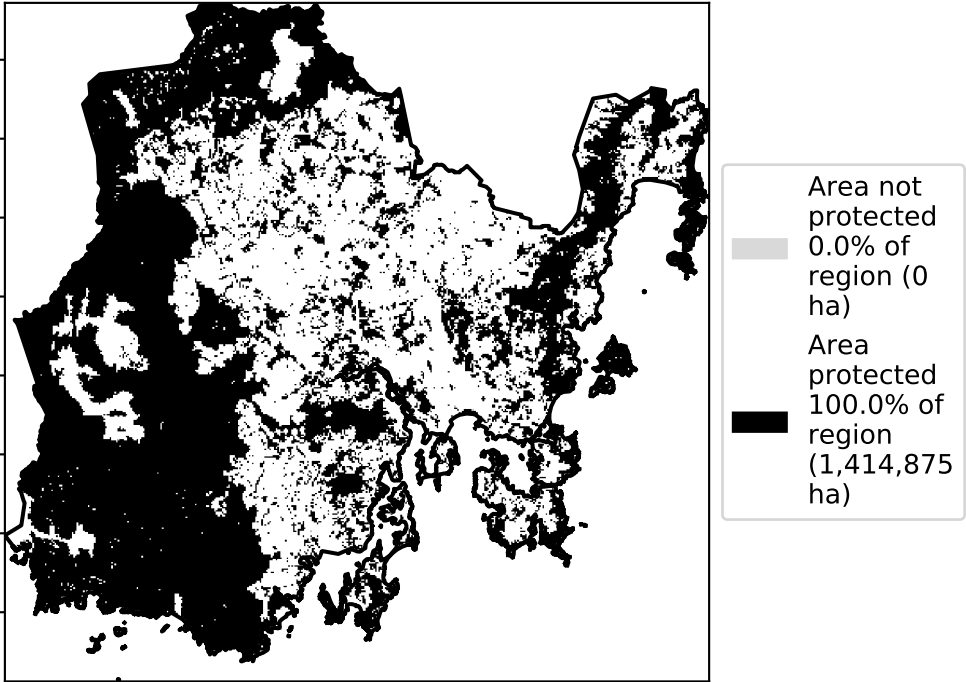 Area not
protected
0.0% of
region (0
ha)
Area
protected
100.0% of
region
(1,414,875
ha)